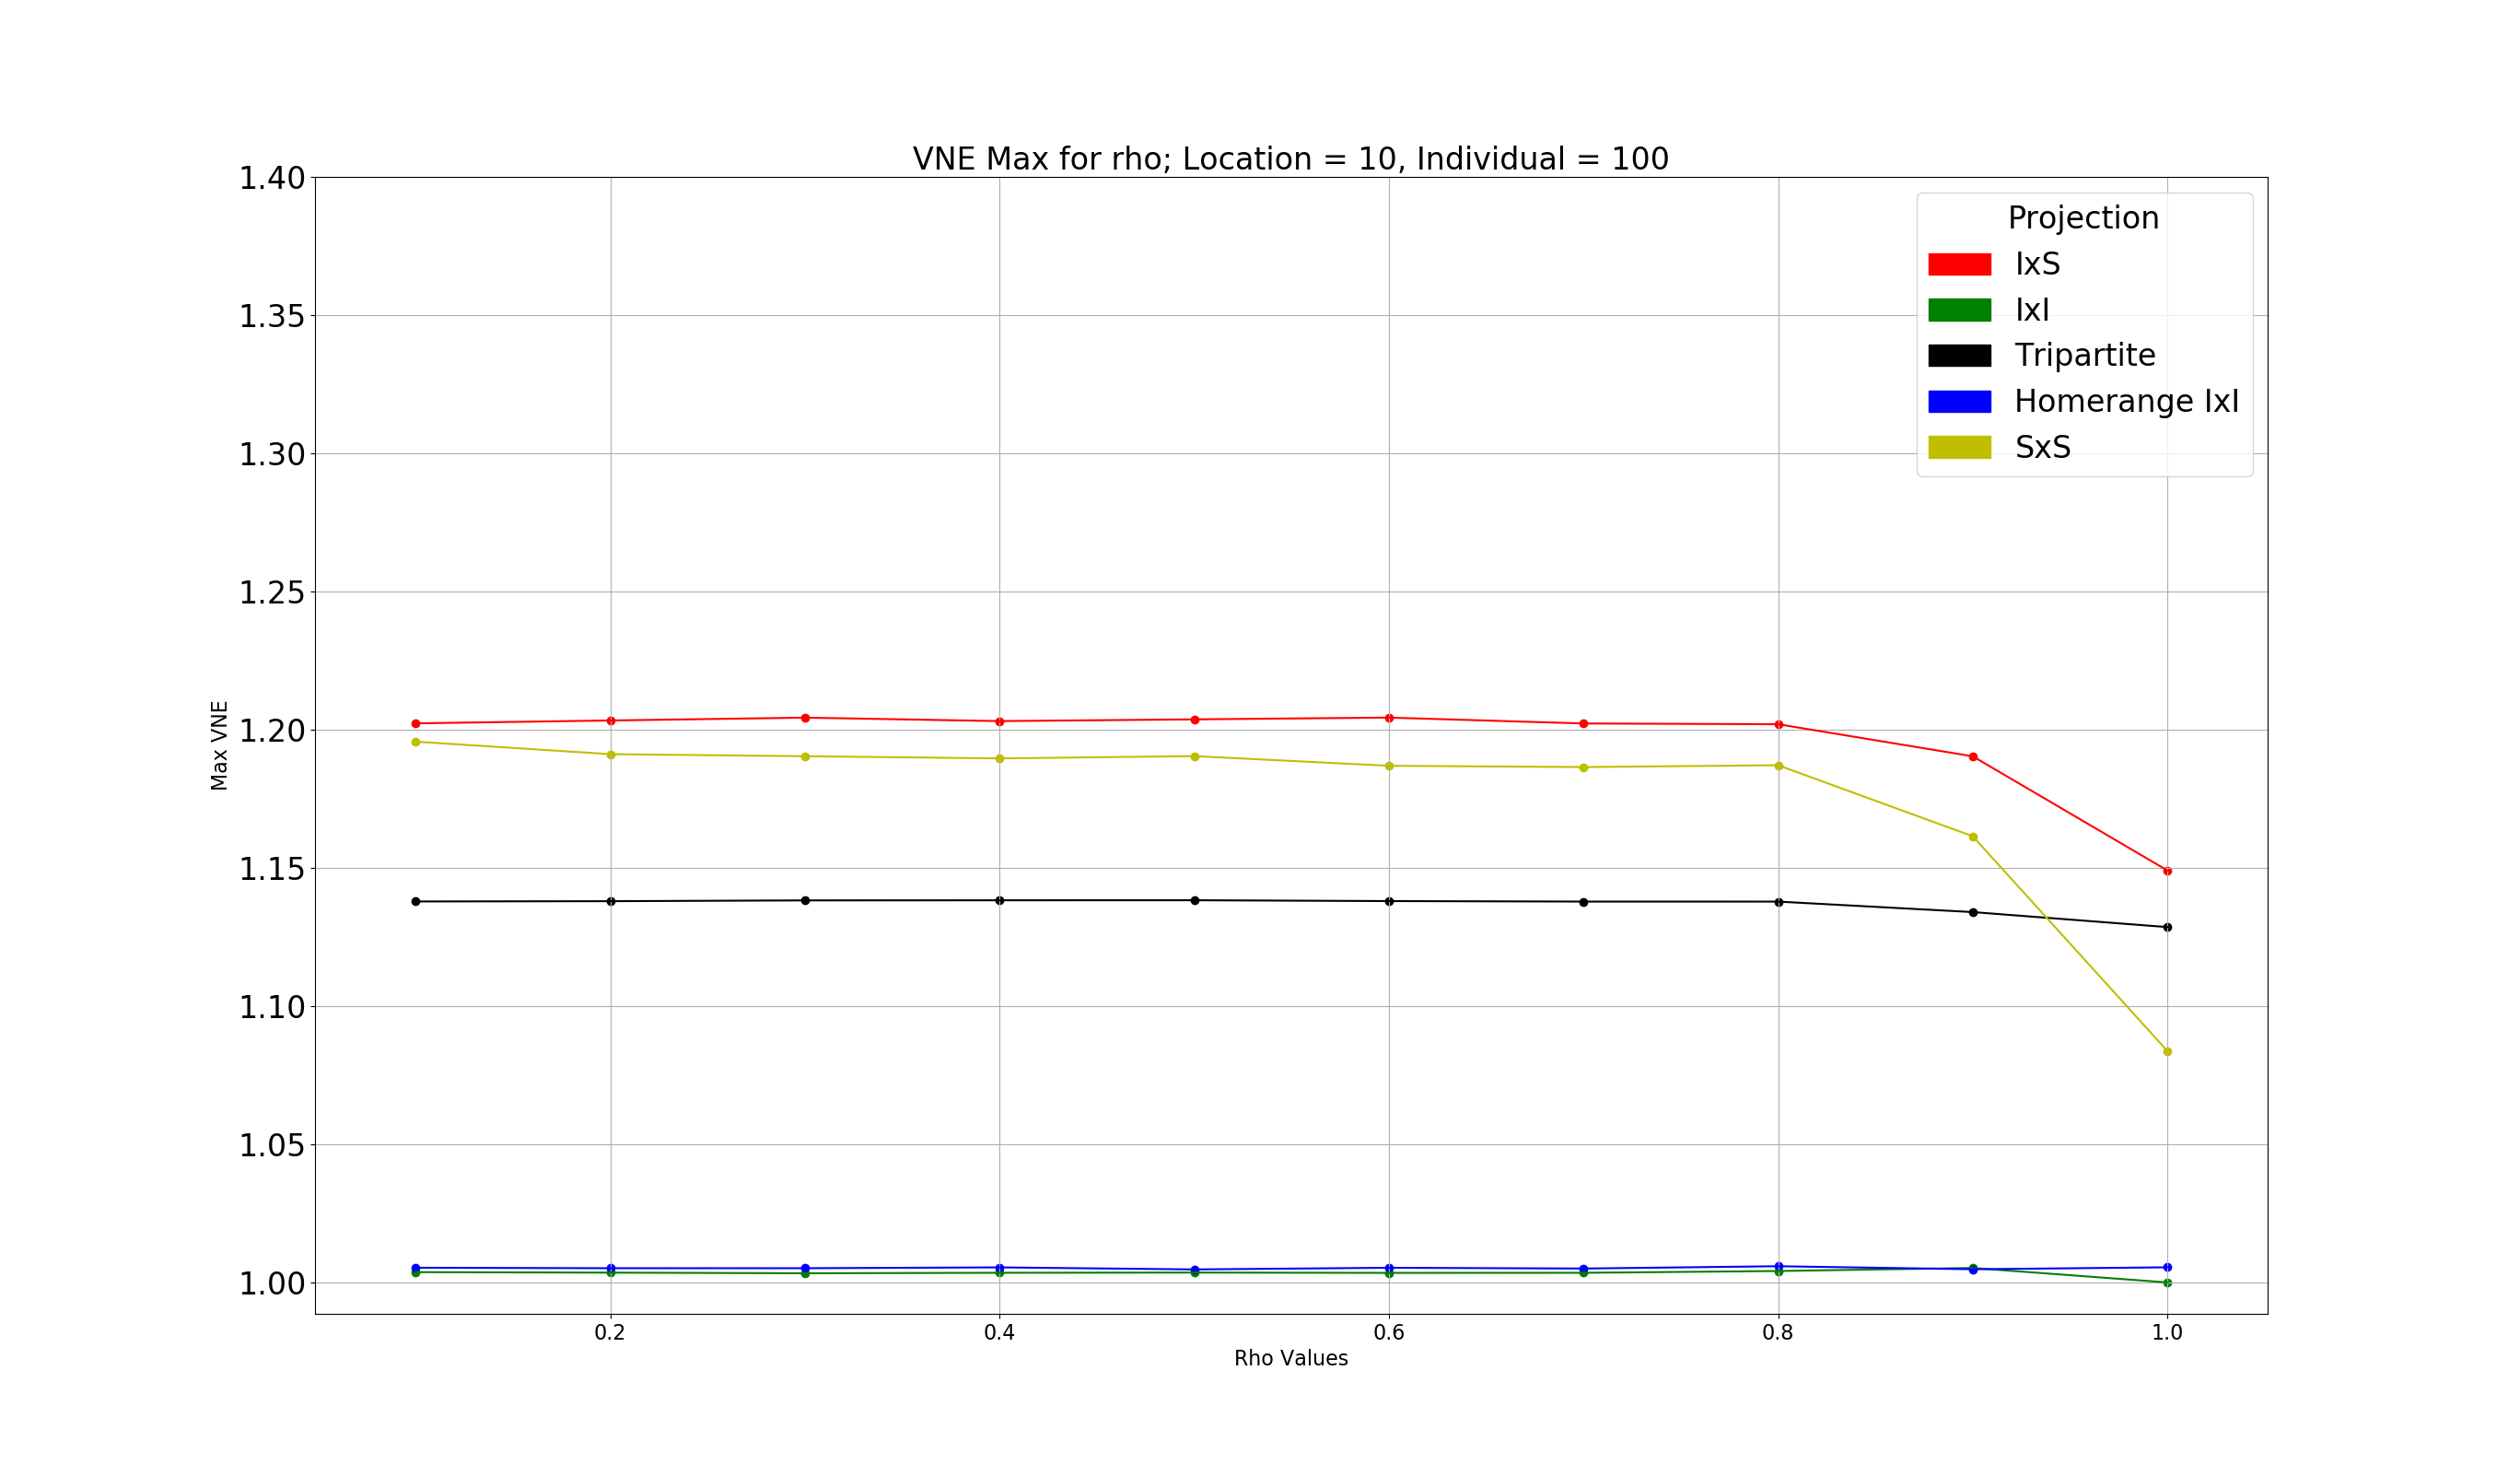 VNE Max for rho; Location = 10, Individual = 100
1.40
1.35
1.30
1.25
1.20
1.15
1.10
1.05
1.00
Max VNE
0.2 0.4 0.6 0.8 1.0
Rho Values
Projection
IxS
IxI
Tripartite
Homerange IxI
SxS